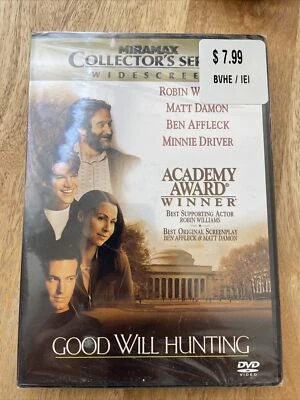 MIRAMAX
COLLECTOR'S SER
WIDESCREE
$ 7.99
BVHE / IEI
ROBIN W
MATT DAMON
BEN AFFLECK
MINNIE DRIVER
ACADEMY
AWARD®
WINNER
BEST SUPPORTING ACTOR
ROBIN WILLIAMS
BEST ORIGINAL SCREENPLAY
BEN AFFLECK & MATT DAMON
GOOD WILL HUNTING
DVD
VIDEO